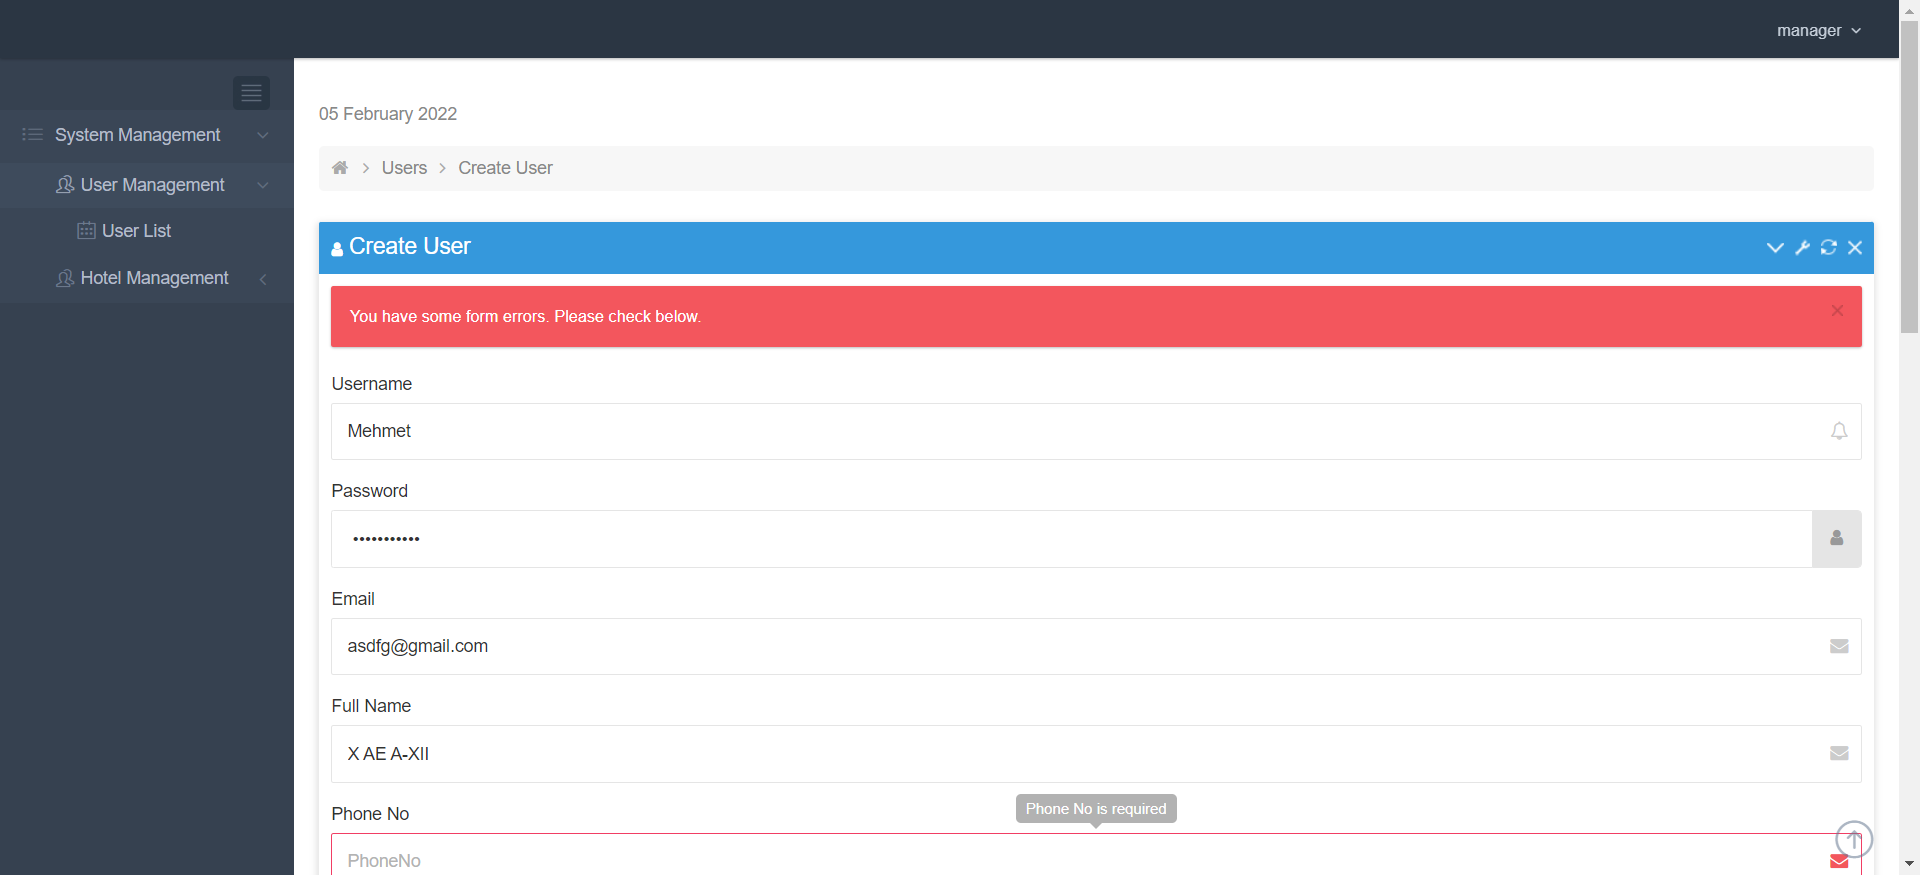 manager
05 February 2022
System Management
Users
Create User
User Management
User List
Create User
Hotel Management
You have some form errors. Please check below.
Username
Mehmet
Password
•••••••••••
Email
asdfg@gmail.com
Full Name
X AE A-XII
Phone No
Phone No is required
PhoneNo